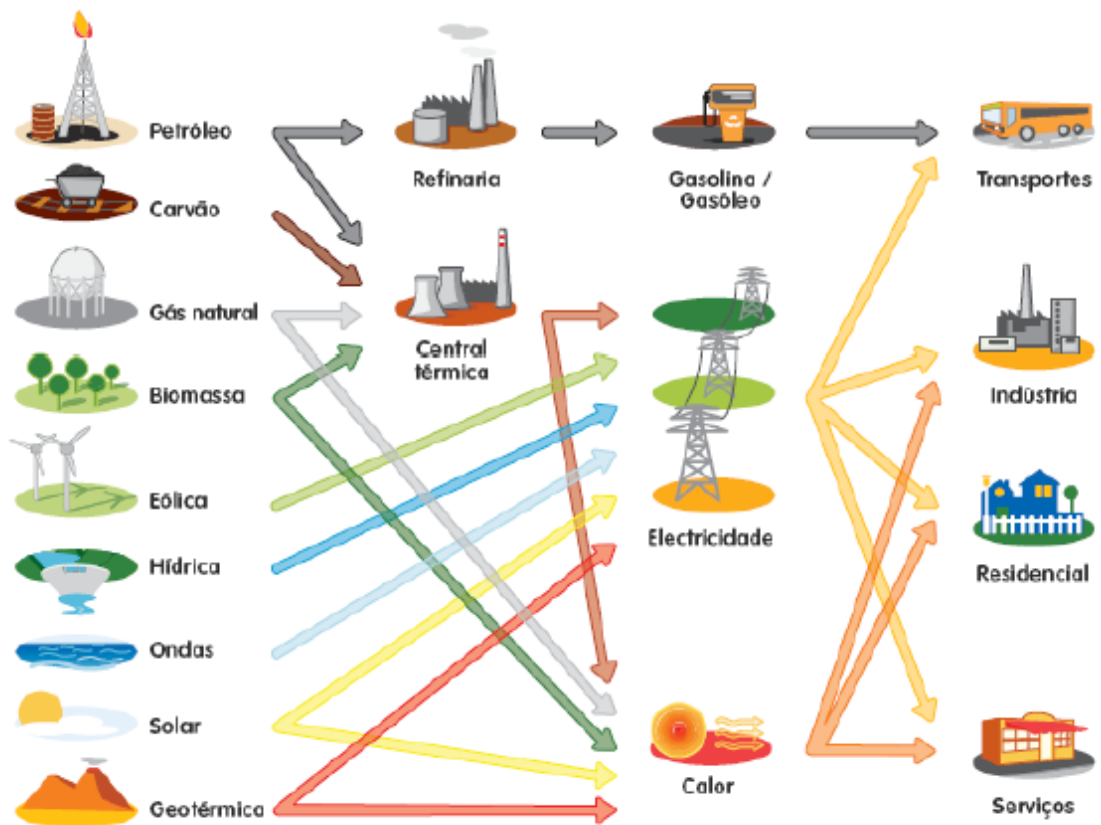 Petróleo
Carvão
Gás natural
Biomassa
Eólica
Hídrica
Ondas
Solar
Geotérmica
Refinaria
Central
térmica
Gasolina /
Gasóleo
Electricidade
Calor
Transportes
Indústria
Residencial
Serviços